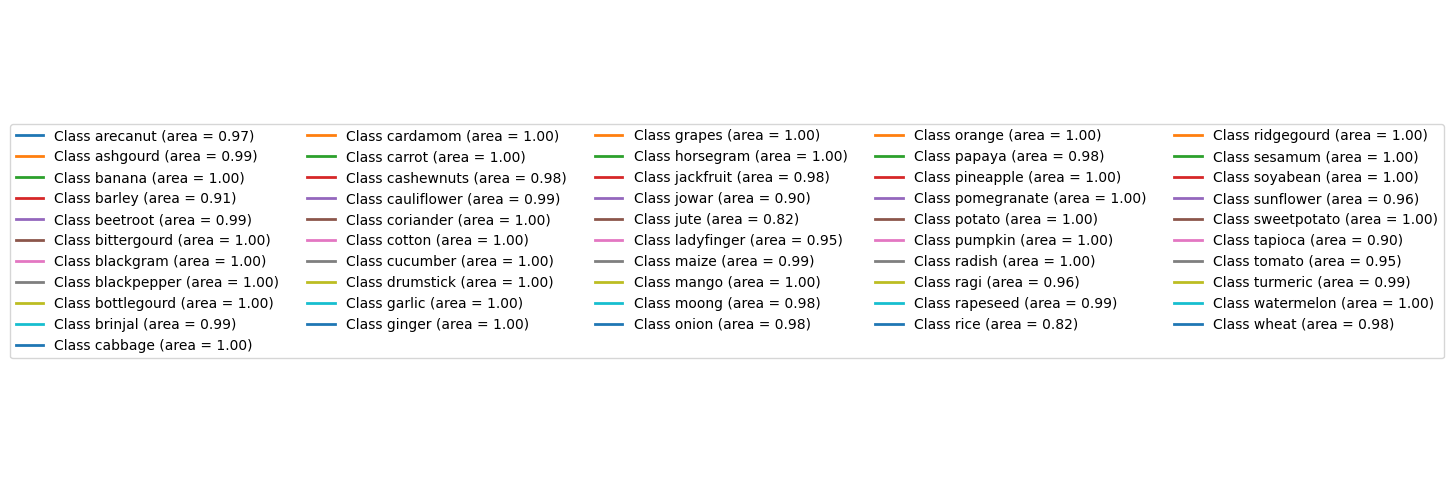 Class arecanut (area = 0.97)
Class ashgourd (area = 0.99)
Class banana (area = 1.00)
Class barley (area = 0.91)
Class beetroot (area = 0.99)
Class bittergourd (area = 1.00)
Class blackgram (area = 1.00)
Class blackpepper (area = 1.00)
Class bottlegourd (area = 1.00)
Class brinjal (area = 0.99)
Class cabbage (area = 1.00)
Class cardamom (area = 1.00)
Class carrot (area = 1.00)
Class cashewnuts (area = 0.98)
Class cauliflower (area = 0.99)
Class coriander (area = 1.00)
Class cotton (area = 1.00)
Class cucumber (area = 1.00)
Class drumstick (area = 1.00)
Class garlic (area = 1.00)
Class ginger (area = 1.00)
Class grapes (area = 1.00)
Class horsegram (area = 1.00)
Class jackfruit (area = 0.98)
Class jowar (area = 0.90)
Class jute (area = 0.82)
Class ladyfinger (area = 0.95)
Class maize (area = 0.99)
Class mango (area = 1.00)
Class moong (area = 0.98)
Class onion (area = 0.98)
Class orange (area = 1.00)
Class papaya (area = 0.98)
Class pineapple (area = 1.00)
Class pomegranate (area = 1.00)
Class potato (area = 1.00)
Class pumpkin (area = 1.00)
Class radish (area = 1.00)
Class ragi (area = 0.96)
Class rapeseed (area = 0.99)
Class rice (area = 0.82)
Class ridgegourd (area = 1.00)
Class sesamum (area = 1.00)
Class soyabean (area = 1.00)
Class sunflower (area = 0.96)
Class sweetpotato (area = 1.00)
Class tapioca (area = 0.90)
Class tomato (area = 0.95)
Class turmeric (area = 0.99)
Class watermelon (area = 1.00)
Class wheat (area = 0.98)